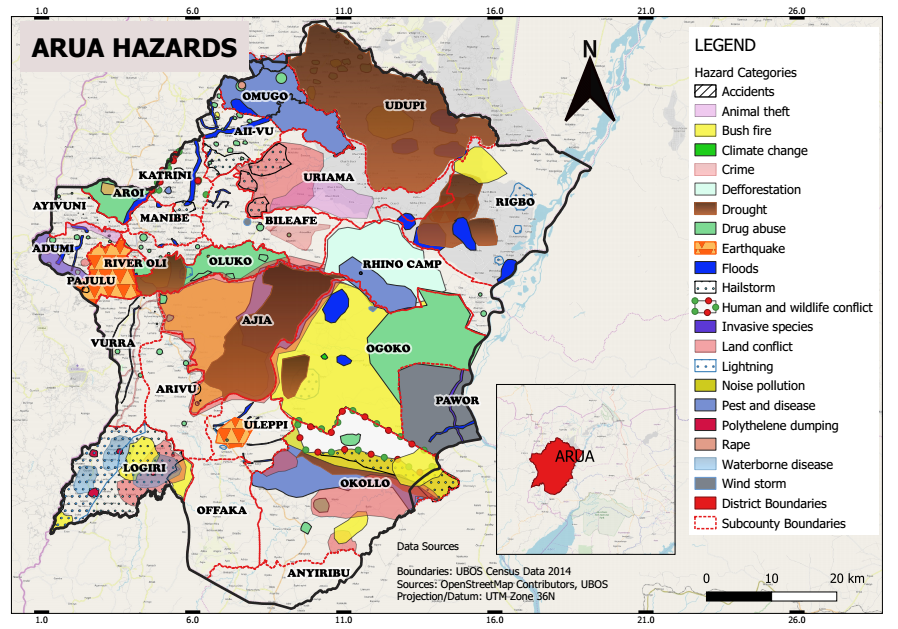 1.0 6.0 11.0 16.0 21.0 26.0
ARUA HAZARDS
N
OMUGO
UDUPI
AII-VU
KATRINI
URIAMA
AROI
RIGBO
AYIVUNI
MANIBE
BILEAFE
ADUMI
RIVER OLI
OLUKO
RHINO CAMP
PAJULU
AJIA
VURRA
OGOKO
ARIVU
PAWOR
ULEPPI
LOGIRI
OKOLLO
OFFAKA
ANYIRIBU
LEGEND
Hazard Categories
Accidents
Animal theft
Bush fire
Climate change
Crime
Defforestation
Drought
Drug abuse
Earthquake
Floods
Hailstorm
Human and wildlife conflict
Invasive species
Land conflict
Lightning
Noise pollution
Pest and disease
Polythelene dumping
Rape
Waterborne disease
Wind storm
District Boundaries
Subcounty Boundaries
ARUA
Data Sources
Boundaries: UBOS Census Data 2014
Sources: OpenStreetMap Contributors, UBOS
Projection/Datum: UTM Zone 36N
0 10 20 km
1.0 6.0 11.0 16.0 21.0 26.0